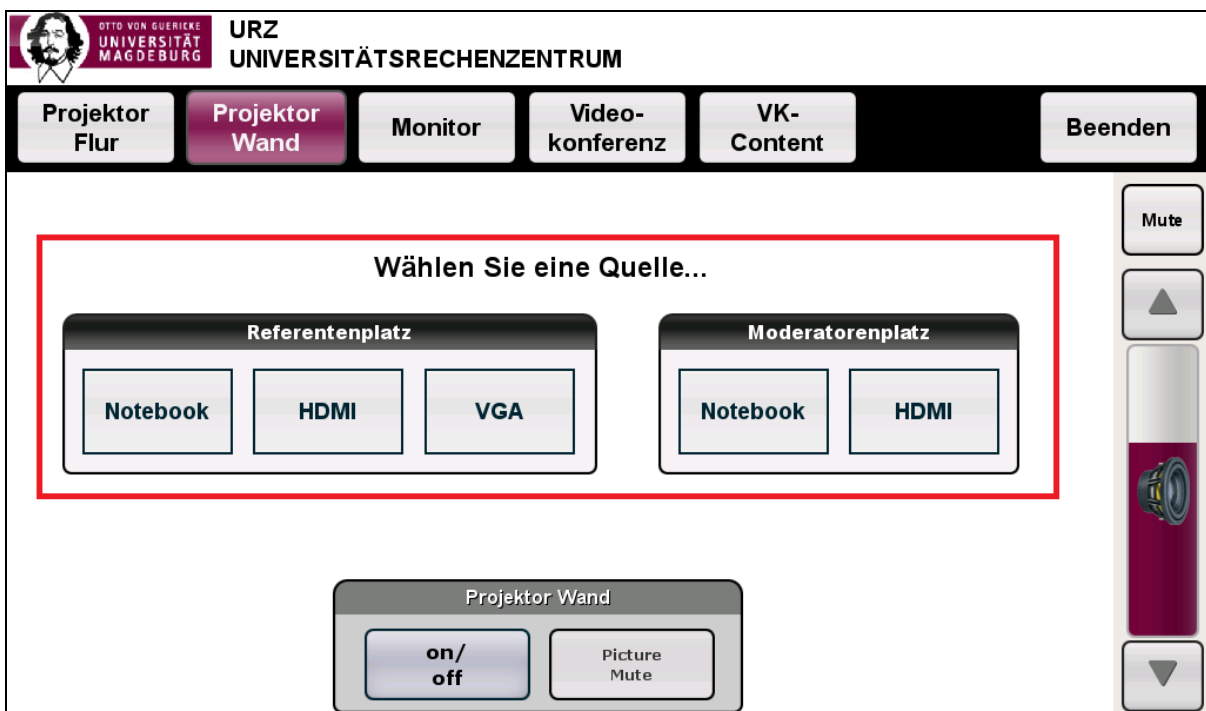 OTTO VON GUERICKE
UNIVERSITÄT
MAGDEBURG
URZ
UNIVERSITÄTSRECHENZENTRUM
Projektor
Flur
Projektor
Wand
Monitor
Video-
konferenz
VK-
Content
Beenden
Mute
Wählen Sie eine Quelle...
Referentenplatz
Notebook
HDMI
VGA
Moderatorenplatz
Notebook
HDMI
Projektor Wand
on/
off
Picture
Mute